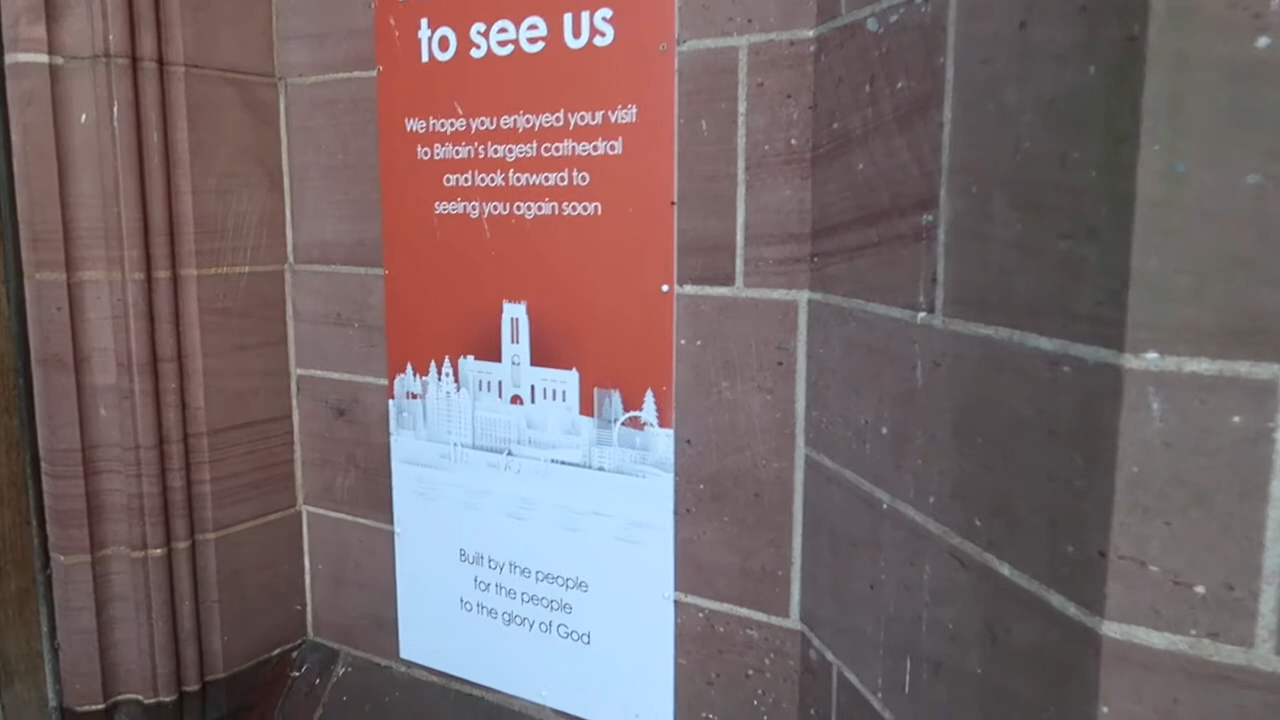 to see us
We hope you enjoyed your visit
to Britain's largest cathedral
and look forward to
seeing you again soon
Built by the people
for the people
to the glory of God